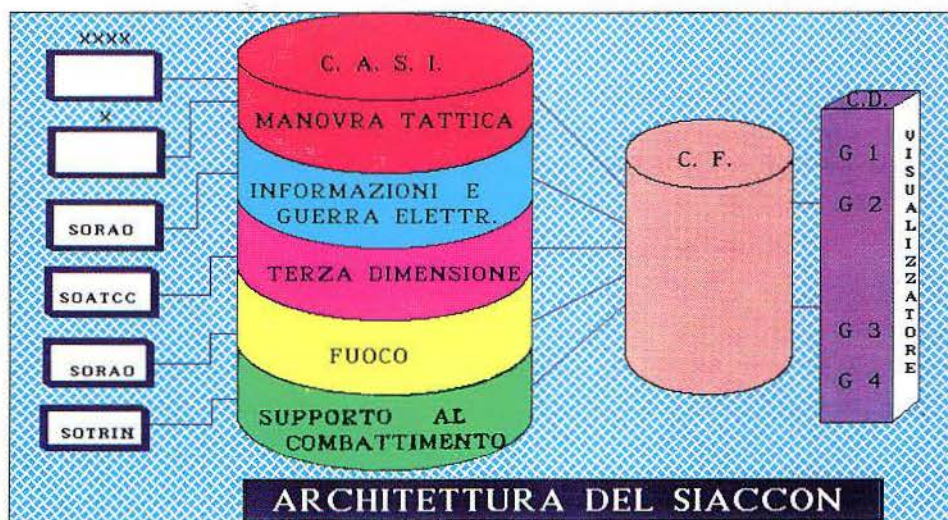 XXXX
X
SORAO
SOATCC
SORAO
SOTRIN
C. A. S. I.
MANOVRA TATTICA
INFORMAZIONI E
GUERRA ELETTR.
TERZA DIMENSIONE
FUOCO
SUPPORTO AL
COMBATTIMENTO
C. F.
C.D.
G 1
G 2
G 3
G 4
VISUALIZZATORE
ARCHITETTURA DEL SIACCON